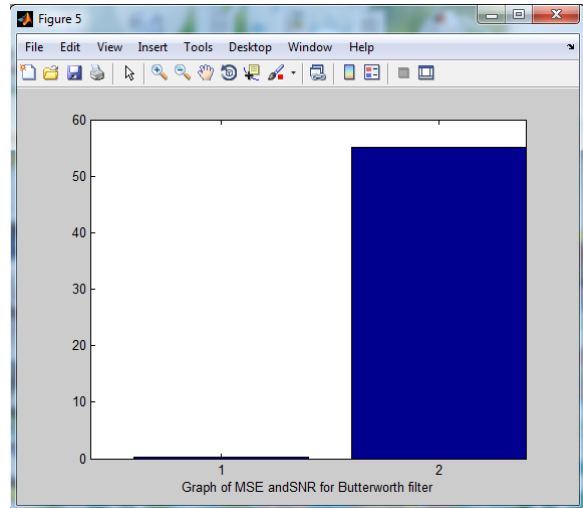 Figure 5
File Edit View Insert Tools Desktop Window Help
60
50
40
30
20
10
0
1 2
Graph of MSE andSNR for Butterworth filter